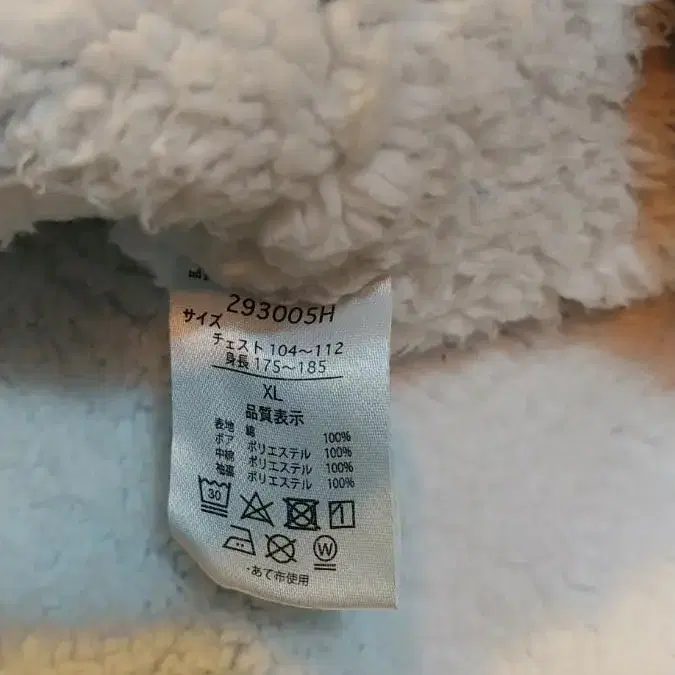 293005H
サイズ
チェスト 104～112
身長 175～185
XL
品質表示
表地 綿 100%
ボア ポリエステル 100%
中綿 ポリエステル 100%
袖裏 ポリエステル 100%
30
W
・あて布使用